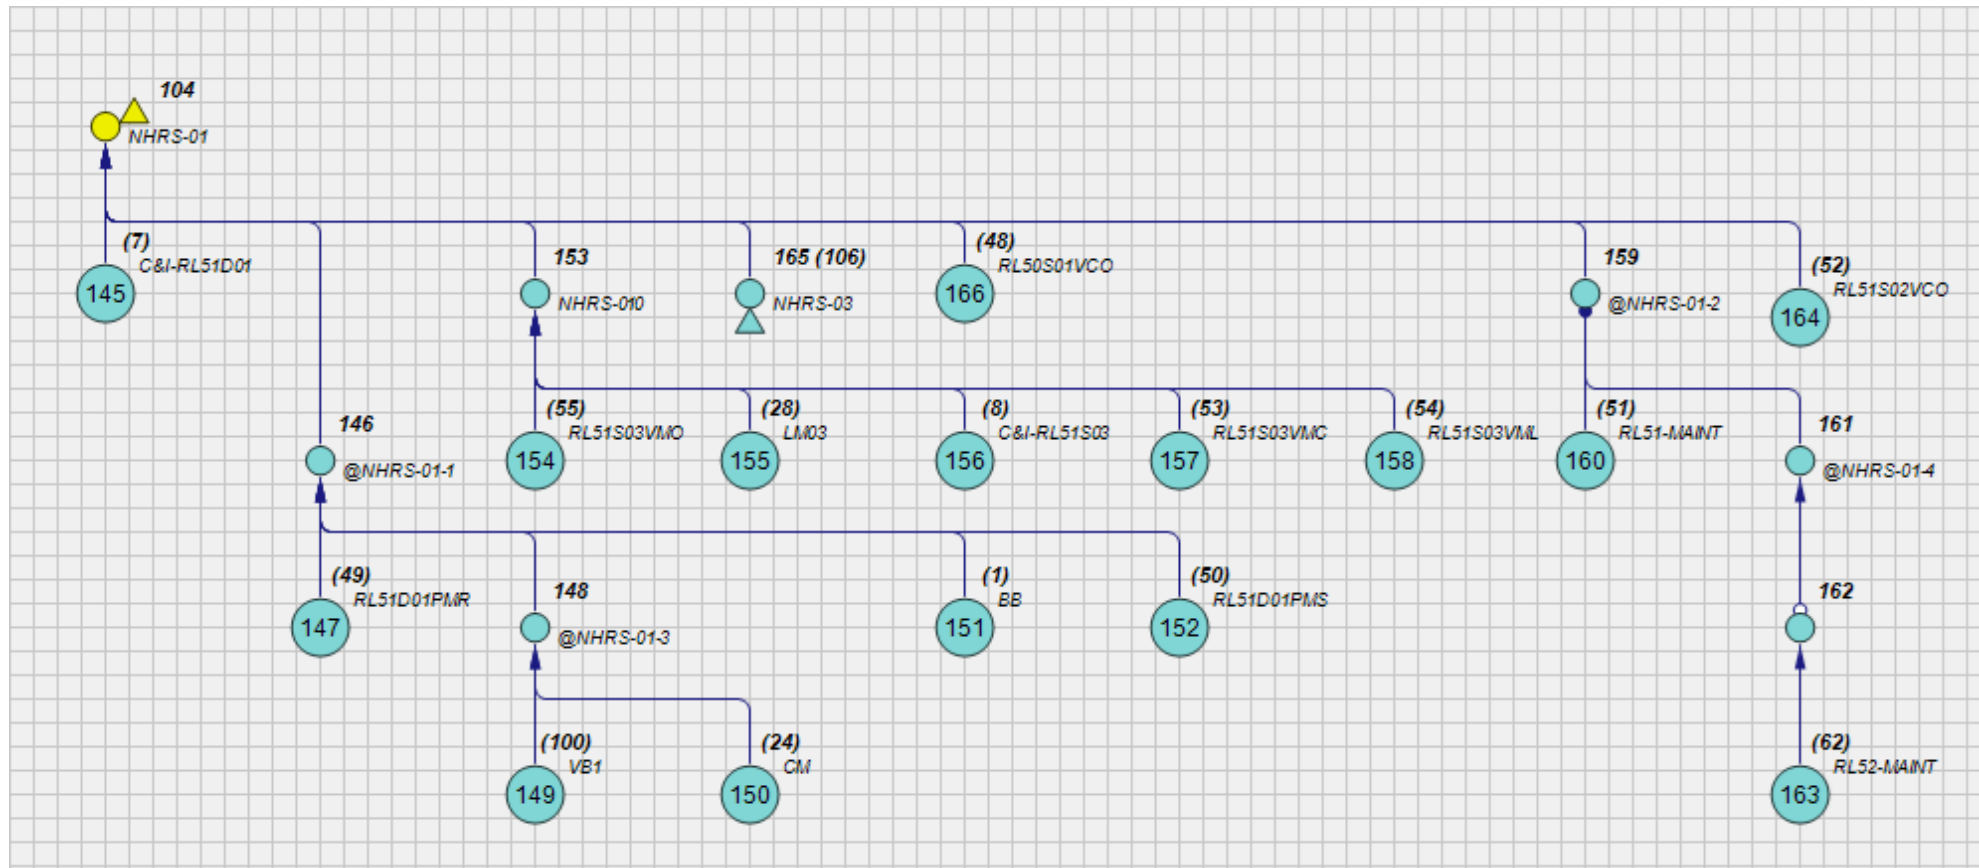 104
NHRS-01
(7)
C&I-RL51D01
145
153
NHRS-010
165 (106)
NHRS-03
(48)
RL50S01VCO
166
159
@NHRS-01-2
(52)
RL51S02VCO
164
146
@NHRS-01-1
(55)
RL51S03VMO
154
(28)
LM03
155
(8)
C&I-RL51S03
156
(53)
RL51S03VMC
157
(54)
RL51S03VML
158
(51)
RL51-MAINT
160
161
@NHRS-01-4
(49)
RL51D01PMR
147
148
@NHRS-01-3
(1)
BB
151
(50)
RL51D01PMS
152
162
(100)
VB1
149
(24)
CM
150
(62)
RL52-MAINT
163